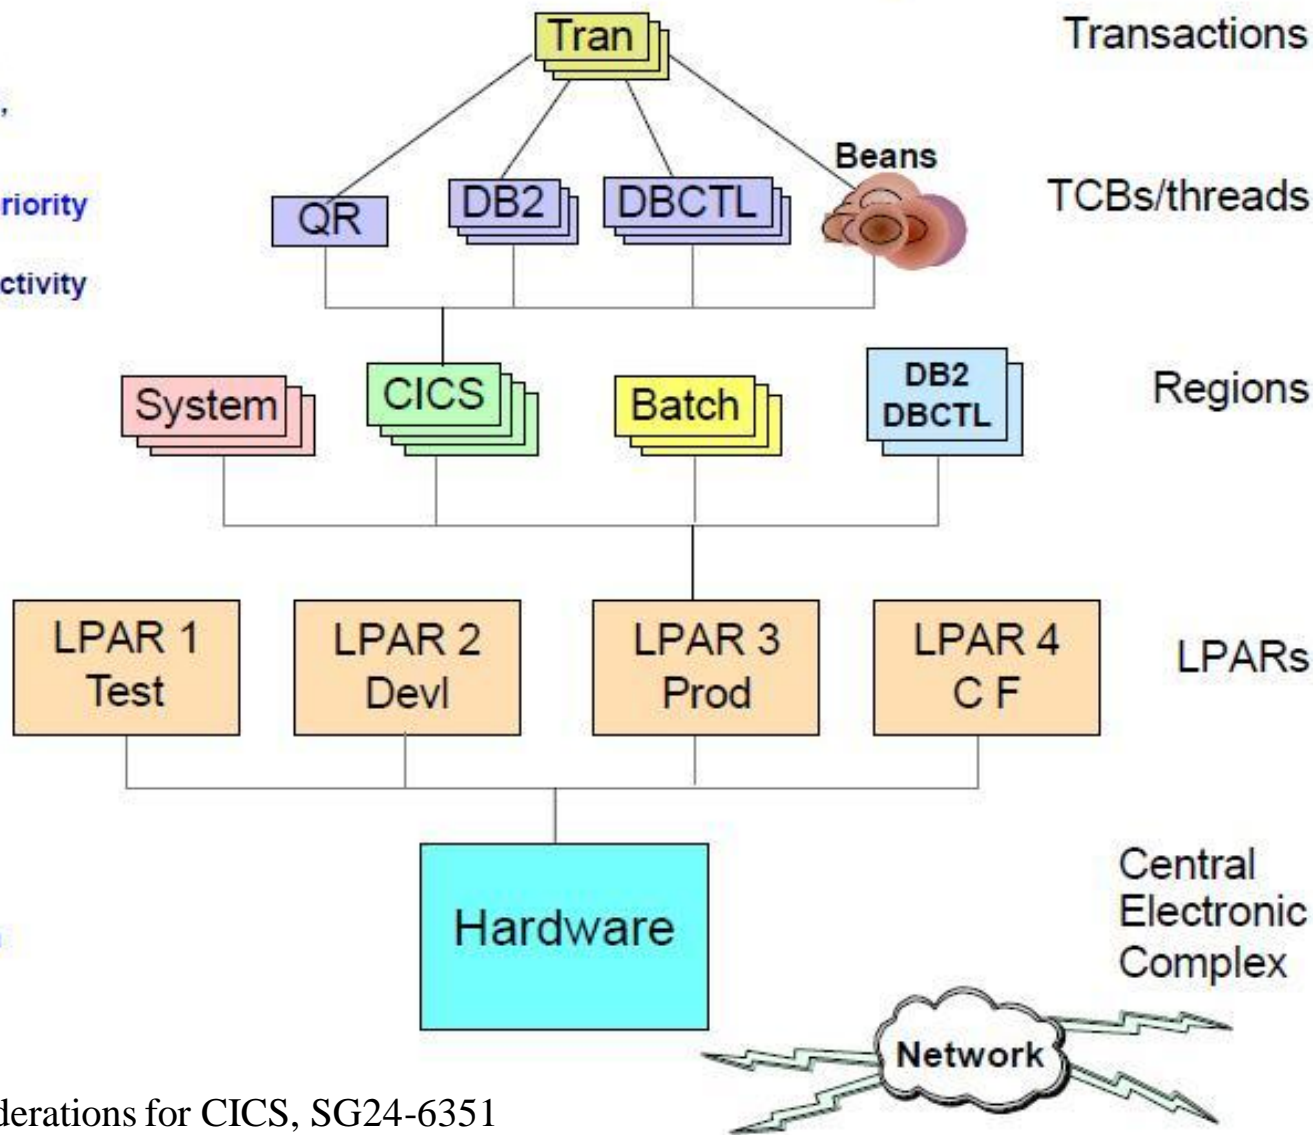 Tran
Transactions
,
Beans
riority
QR
DB2
DBCTL
TCBs/threads
ctivity
System
CICS
Batch
DB2
DBCTL
Regions
LPAR 1
Test
LPAR 2
Devl
LPAR 3
Prod
LPAR 4
C F
LPARs
Hardware
Central
Electronic
Complex
Network
derations for CICS, SG24-6351